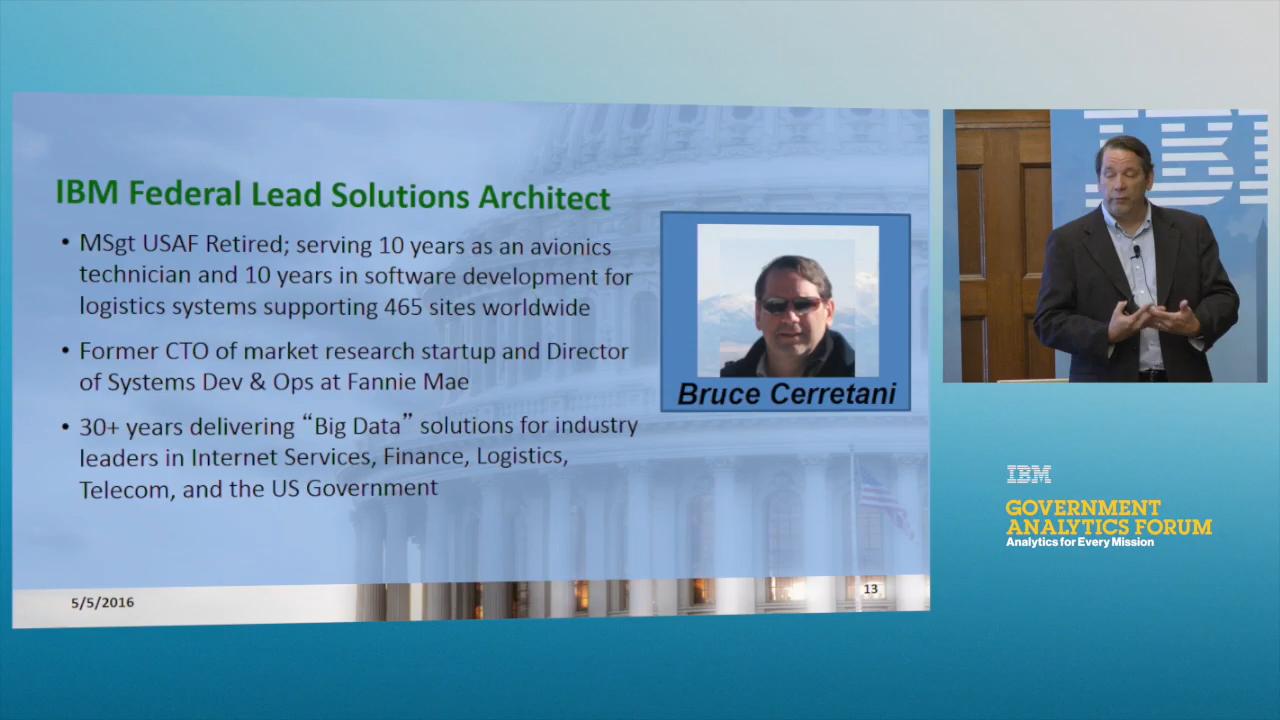 IBM Federal Lead Solutions Architect
• MSgt USAF Retired; serving 10 years as an avionics
technician and 10 years in software development for
logistics systems supporting 465 sites worldwide
• Former CTO of market research startup and Director
of Systems Dev & Ops at Fannie Mae
• 30+ years delivering “Big Data” solutions for industry
leaders in Internet Services, Finance, Logistics,
Telecom, and the US Government
Bruce Cerretani
5/5/2016
13
IBM
IBM
GOVERNMENT
ANALYTICS FORUM
Analytics for Every Mission